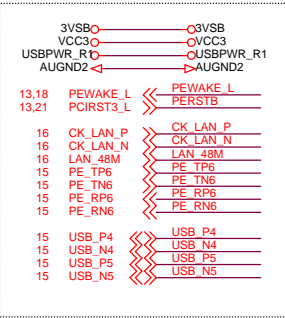 3VSB 3VSB
VCC3 VCC3
USBPWR_R1 USBPWR_R1
AUGND2 AUGND2
13,18 PEWAKE_L PEWAKE_L
13,21 PCIRST3_L PERSTB
16 CK_LAN_P CK_LAN_P
16 CK_LAN_N CK_LAN_N
16 LAN_48M LAN_48M
15 PE_TP6 PE_TP6
15 PE_TN6 PE_TN6
15 PE_RP6 PE_RP6
15 PE_RN6 PE_RN6
15 USB_P4 USB_P4
15 USB_N4 USB_N4
15 USB_P5 USB_P5
15 USB_N5 USB_N5